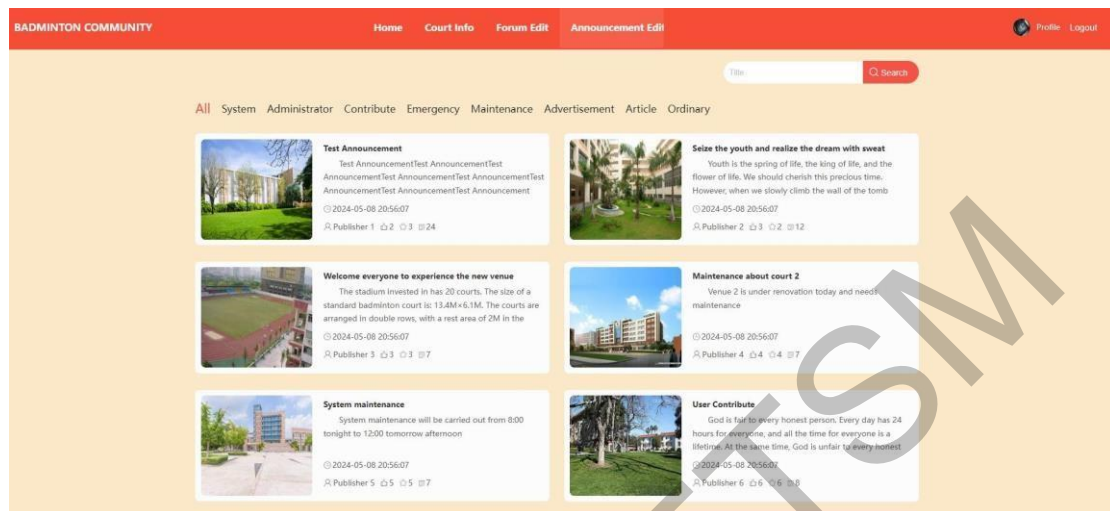 BADMINTON COMMUNITY
Home Court Info Forum Edit Announcement Edit
Profile Logout
Title
Search
All System Administrator Contribute Emergency Maintenance Advertisement Article Ordinary
Test Announcement
Test AnnouncementTest AnnouncementTest
AnnouncementTest AnnouncementTest AnnouncementTest
AnnouncementTest AnnouncementTest Announcement
2024-05-08 20:56:07
Publisher 1 2 3 24
Seize the youth and realize the dream with sweat
Youth is the spring of life, the king of life, and the
flower of life. We should cherish this precious time.
However, when we slowly climb the wall of the tomb
2024-05-08 20:56:07
Publisher 2 3 2 12
Welcome everyone to experience the new venue
The stadium invested in has 20 courts. The size of a
standard badminton court is: 13.4M×6.1M. The courts are
arranged in double rows, with a rest area of 2M in the
2024-05-08 20:56:07
Publisher 3 3 3 7
Maintenance about court 2
Venue 2 is under renovation today and needs
maintenance
2024-05-08 20:56:07
Publisher 4 4 4 7
System maintenance
System maintenance will be carried out from 8:00
tonight to 12:00 tomorrow afternoon
2024-05-08 20:56:07
Publisher 5 5 5 7
User Contribute
God is fair to every honest person. Every day has 24
hours for everyone, and all the time for everyone is a
lifetime. At the same time, God is unfair to every honest
2024-05-08 20:56:07
Publisher 6 6 6 8
TSM